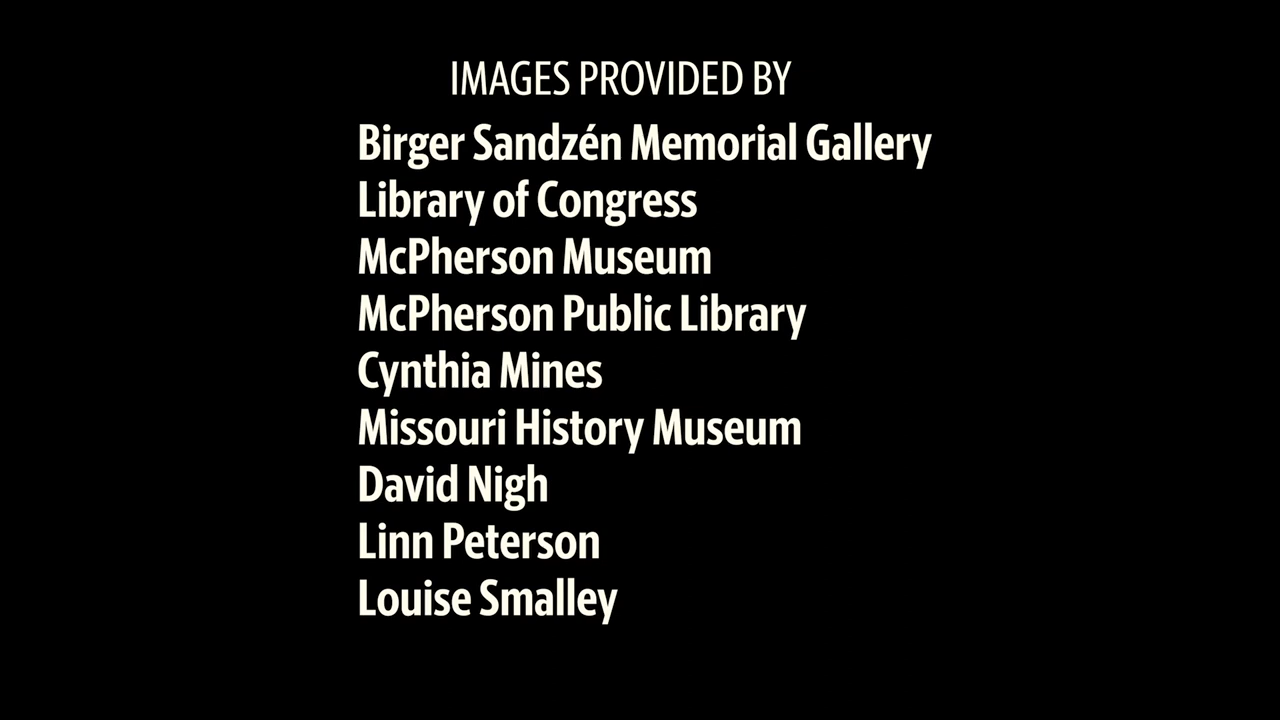 IMAGES PROVIDED BY
Birger Sandzén Memorial Gallery
Library of Congress
McPherson Museum
McPherson Public Library
Cynthia Mines
Missouri History Museum
David Nigh
Linn Peterson
Louise Smalley